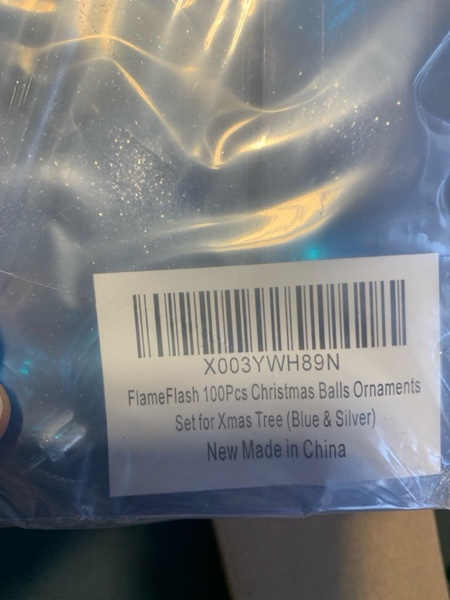 X003YWH89N
FlameFlash 100Pcs Christmas Balls Ornaments
Set for Xmas Tree (Blue & Silver)
New Made in China